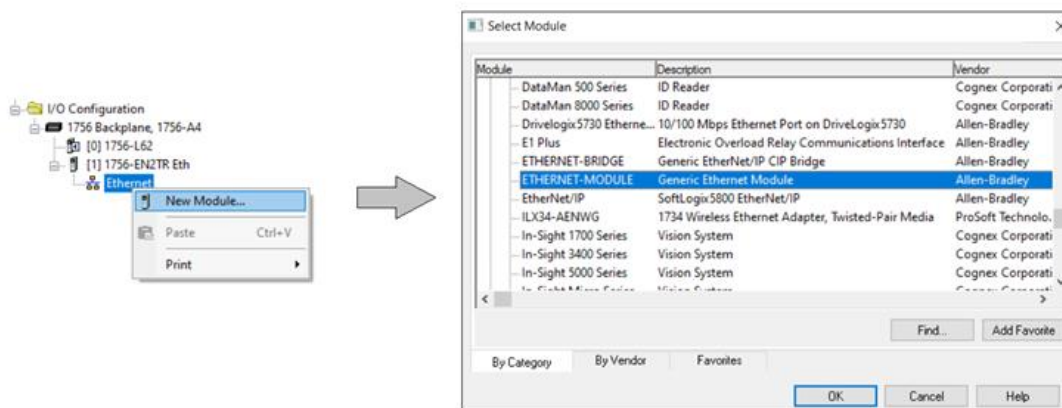 I/O Configuration
1756 Backplane, 1756-A4
[0] 1756-L62
[1] 1756-EN2TR Eth
Ethernet
New Module...
Paste Ctrl+V
Print
Select Module
Module Description Vendor
DataMan 500 Series ID Reader Cognex Corporati
DataMan 8000 Series ID Reader Cognex Corporati
Drivelogix5730 Etherne... 10/100 Mbps Ethernet Port on DriveLogix5730 Allen-Bradley
E1 Plus Electronic Overload Relay Communications Interface Allen-Bradley
ETHERNET-BRIDGE Generic EtherNet/IP CIP Bridge Allen-Bradley
ETHERNET-MODULE Generic Ethernet Module Allen-Bradley
EtherNet/IP SoftLogix5800 EtherNet/IP Allen-Bradley
ILX34-AENWG 1734 Wireless Ethernet Adapter, Twisted-Pair Media ProSoft Technolo.
In-Sight 1700 Series Vision System Cognex Corporati
In-Sight 3400 Series Vision System Cognex Corporati
In-Sight 5000 Series Vision System Cognex Corporati
Find... Add Favorite
By Category By Vendor Favorites
OK Cancel Help